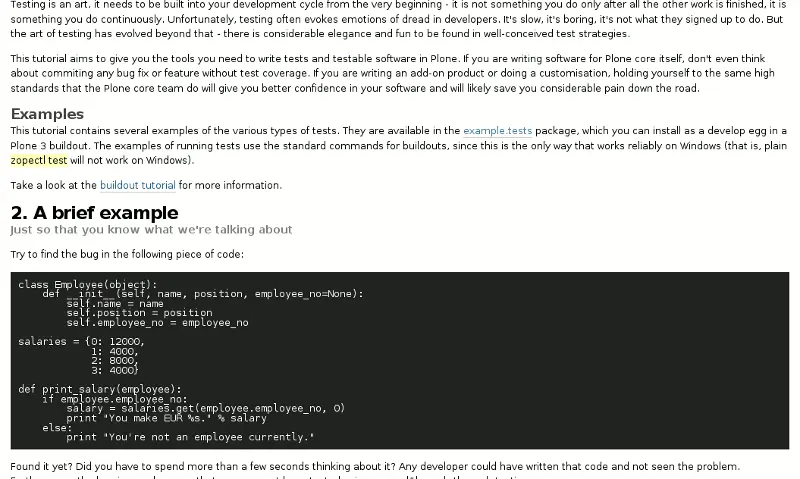 Testing is an art. it needs to be built into your development cycle from the very beginning - it is not something you do only after all the other work is finished, it is
something you do continuously. Unfortunately, testing often evokes emotions of dread in developers. It's slow, it's boring, it's not what they signed up to do. But
the art of testing has evolved beyond that - there is considerable elegance and fun to be found in well-conceived test strategies.
This tutorial aims to give you the tools you need to write tests and testable software in Plone. If you are writing software for Plone core itself, don't even think
about commiting any bug fix or feature without test coverage. If you are writing an add-on product or doing a customisation, holding yourself to the same high
standards that the Plone core team do will give you better confidence in your software and will likely save you considerable pain down the road.
Examples
This tutorial contains several examples of the various types of tests. They are available in the example.tests package, which you can install as a develop egg in a
Plone 3 buildout. The examples of running tests use the standard commands for buildouts, since this is the only way that works reliably on Windows (that is, plain
zopectl test will not work on Windows).
Take a look at the buildout tutorial for more information.
2. A brief example
Just so that you know what we're talking about
Try to find the bug in the following piece of code:
class Employee(object):
    def __init__(self, name, position, employee_no=None):
        self.name = name
        self.position = position
        self.employee_no = employee_no
salaries = {0: 12000,
            1: 4000,
            2: 8000,
            3: 4000}
def print_salary(employee):
    if employee.employee_no:
        salary = salaries.get(employee.employee_no, 0)
        print "You make EUR %s." % salary
    else:
        print "You're not an employee currently."
Found it yet? Did you have to spend more than a few seconds thinking about it? Any developer could have written that code and not seen the problem.